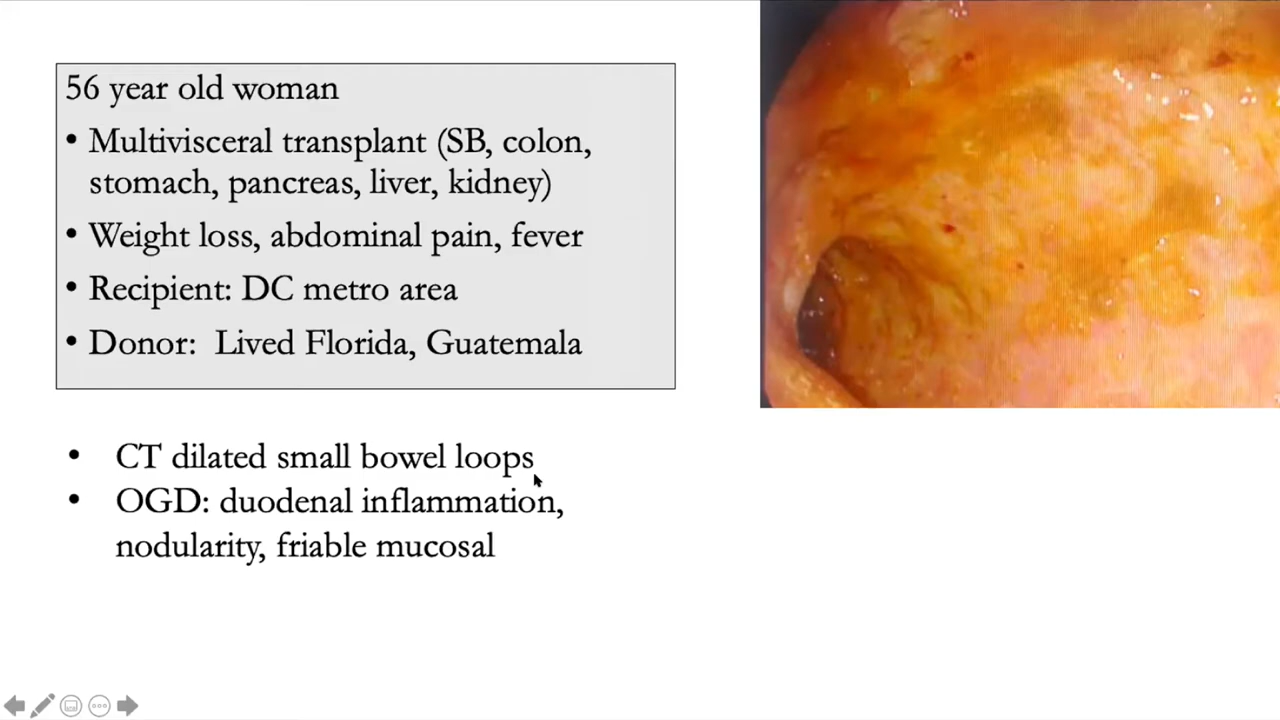 56 year old woman
• Multivisceral transplant (SB, colon,
stomach, pancreas, liver, kidney)
• Weight loss, abdominal pain, fever
• Recipient: DC metro area
• Donor: Lived Florida, Guatemala
• CT dilated small bowel loops
• OGD: duodenal inflammation,
nodularity, friable mucosal